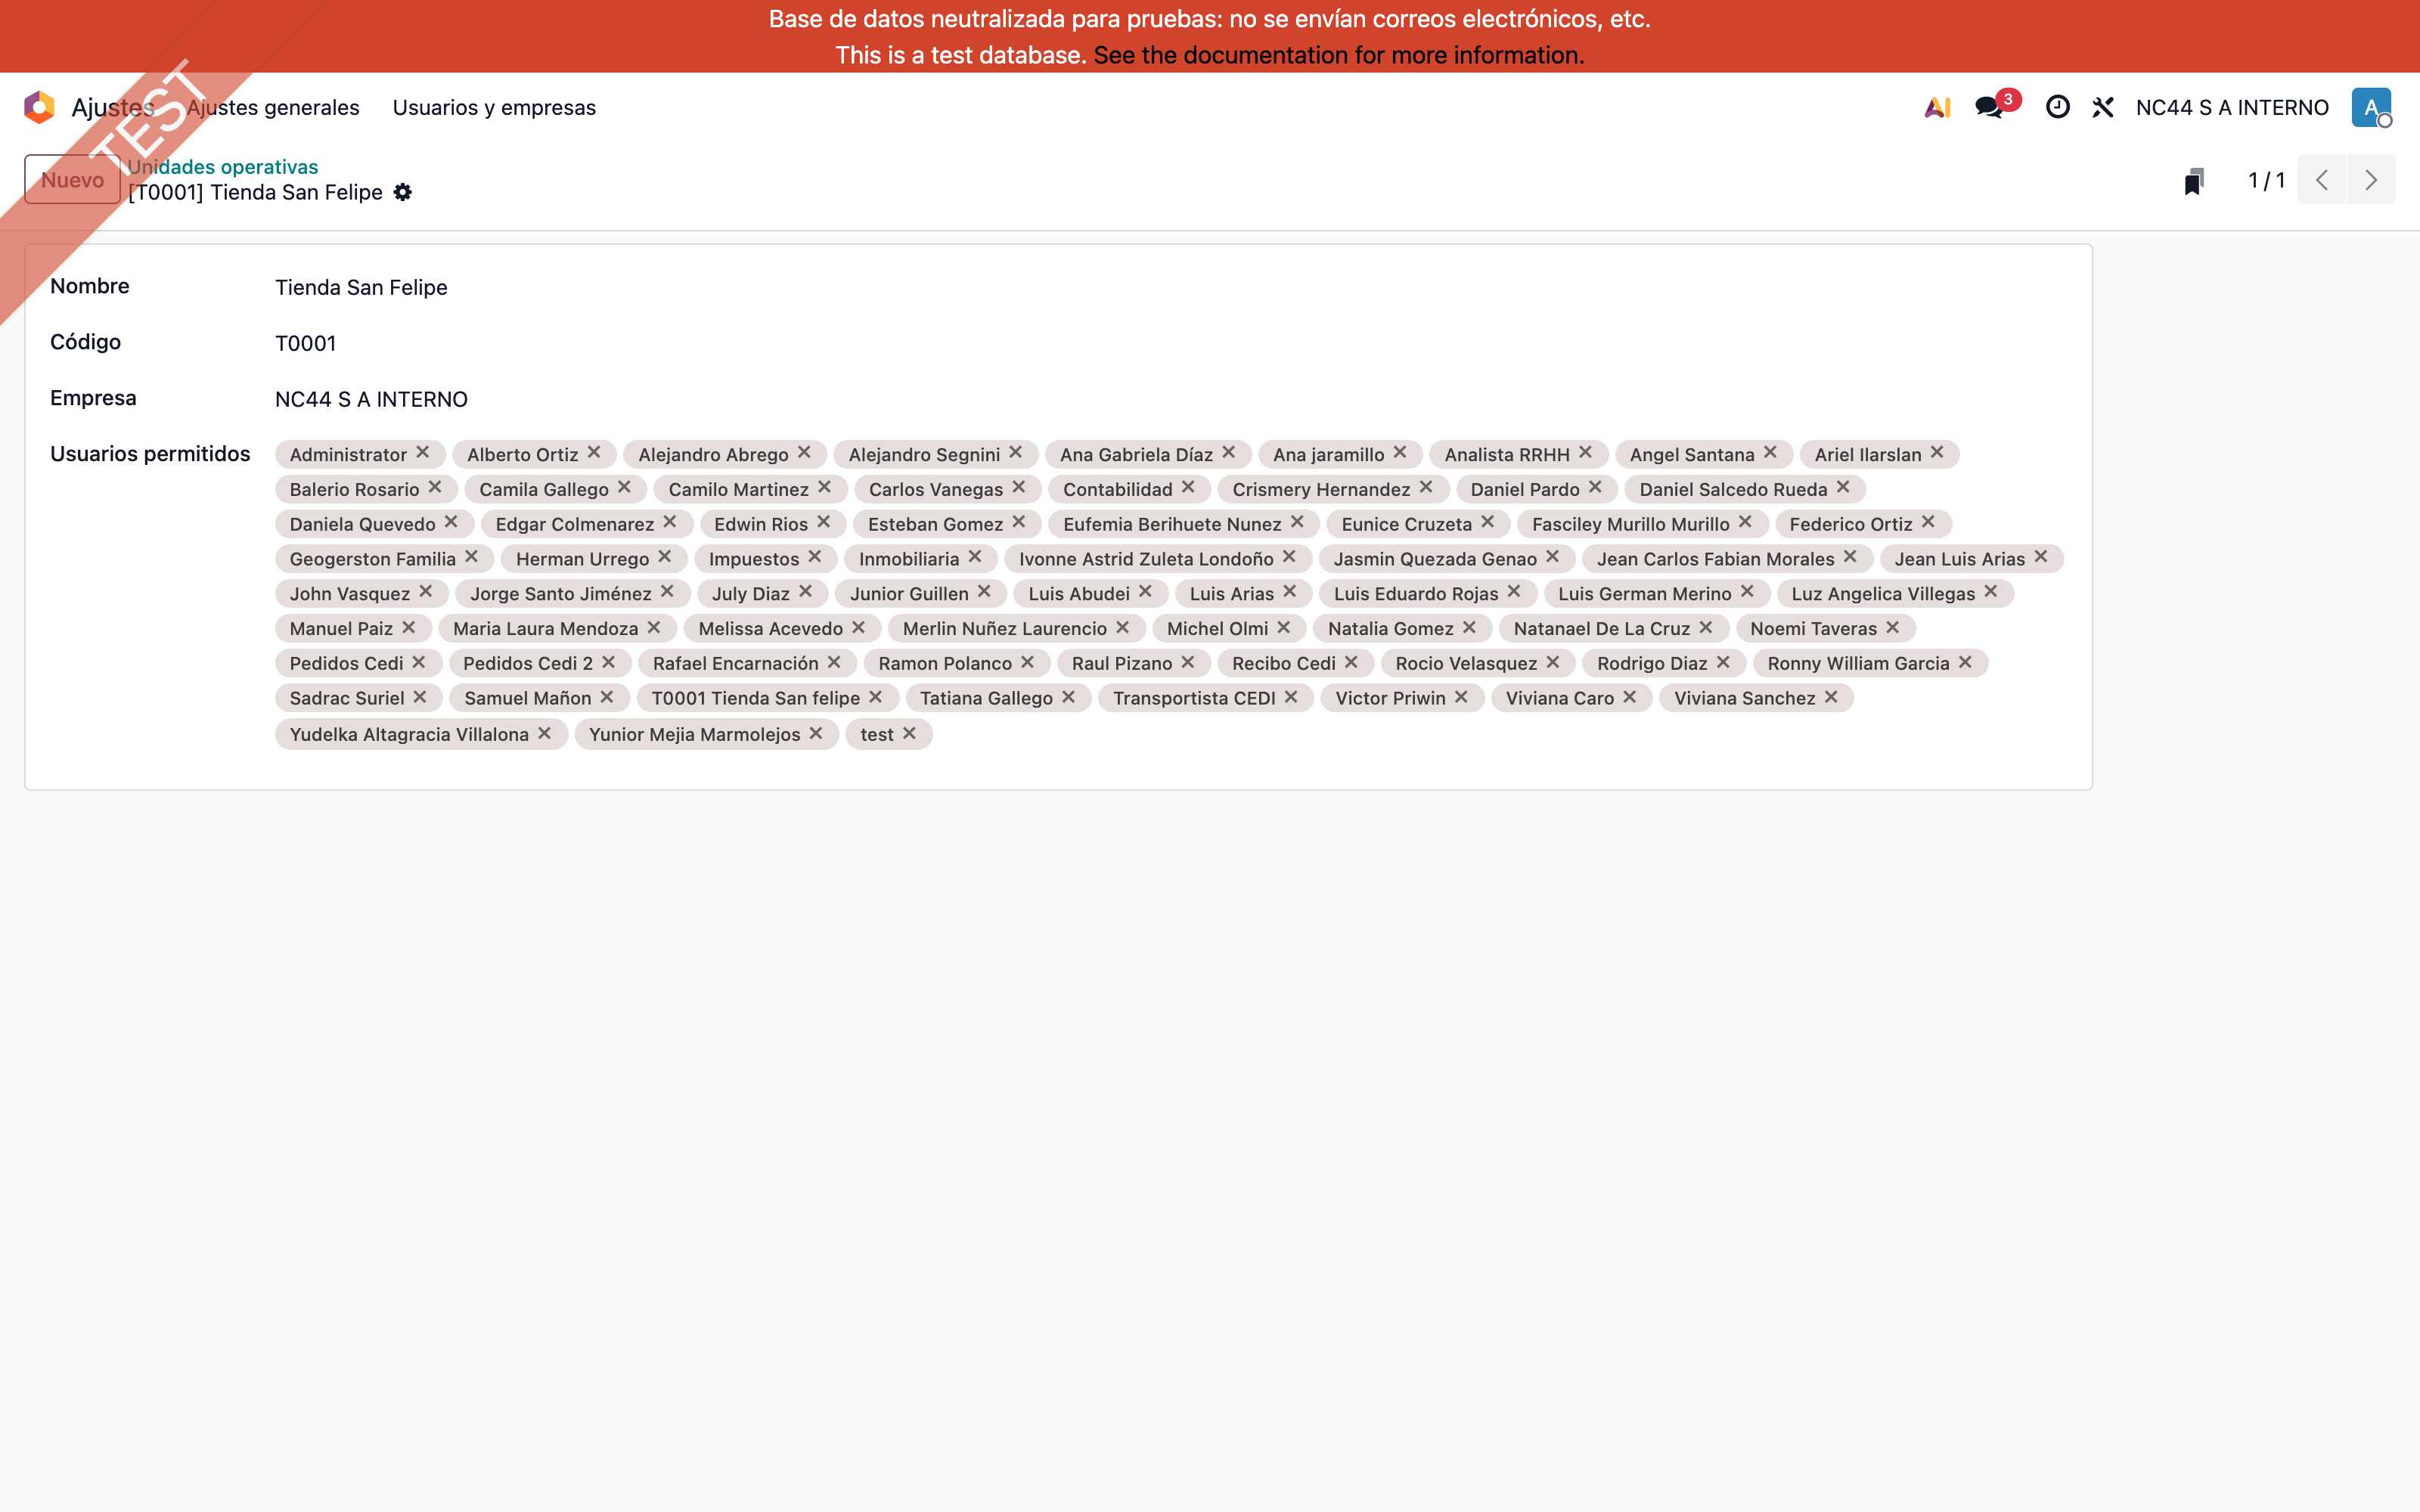 Base de datos neutralizada para pruebas: no se envían correos electrónicos, etc.
This is a test database. See the documentation for more information.
TEST
Ajustes Ajustes generales Usuarios y empresas AI 3 NC44 S A INTERNO A
Nuevo Unidades operativas
[T0001] Tienda San Felipe 1 / 1
Nombre Tienda San Felipe
Código T0001
Empresa NC44 S A INTERNO
Usuarios permitidos Administrator Alberto Ortiz Alejandro Abrego Alejandro Segnini Ana Gabriela Díaz Ana jaramillo Analista RRHH Angel Santana Ariel Ilarslan
Balerio Rosario Camila Gallego Camilo Martinez Carlos Vanegas Contabilidad Crismery Hernandez Daniel Pardo Daniel Salcedo Rueda
Daniela Quevedo Edgar Colmenarez Edwin Rios Esteban Gomez Eufemia Berihuete Nunez Eunice Cruzeta Fasciley Murillo Murillo Federico Ortiz
Geogerston Familia Herman Urrego Impuestos Inmobiliaria Ivonne Astrid Zuleta Londoño Jasmin Quezada Genao Jean Carlos Fabian Morales Jean Luis Arias
John Vasquez Jorge Santo Jiménez July Diaz Junior Guillen Luis Abudei Luis Arias Luis Eduardo Rojas Luis German Merino Luz Angelica Villegas
Manuel Paiz Maria Laura Mendoza Melissa Acevedo Merlin Nuñez Laurencio Michel Olmi Natalia Gomez Natanael De La Cruz Noemi Taveras
Pedidos Cedi Pedidos Cedi 2 Rafael Encarnación Ramon Polanco Raul Pizano Recibo Cedi Rocio Velasquez Rodrigo Diaz Ronny William Garcia
Sadrac Suriel Samuel Mañon T0001 Tienda San felipe Tatiana Gallego Transportista CEDI Victor Priwin Viviana Caro Viviana Sanchez
Yudelka Altagracia Villalona Yunior Mejia Marmolejos test